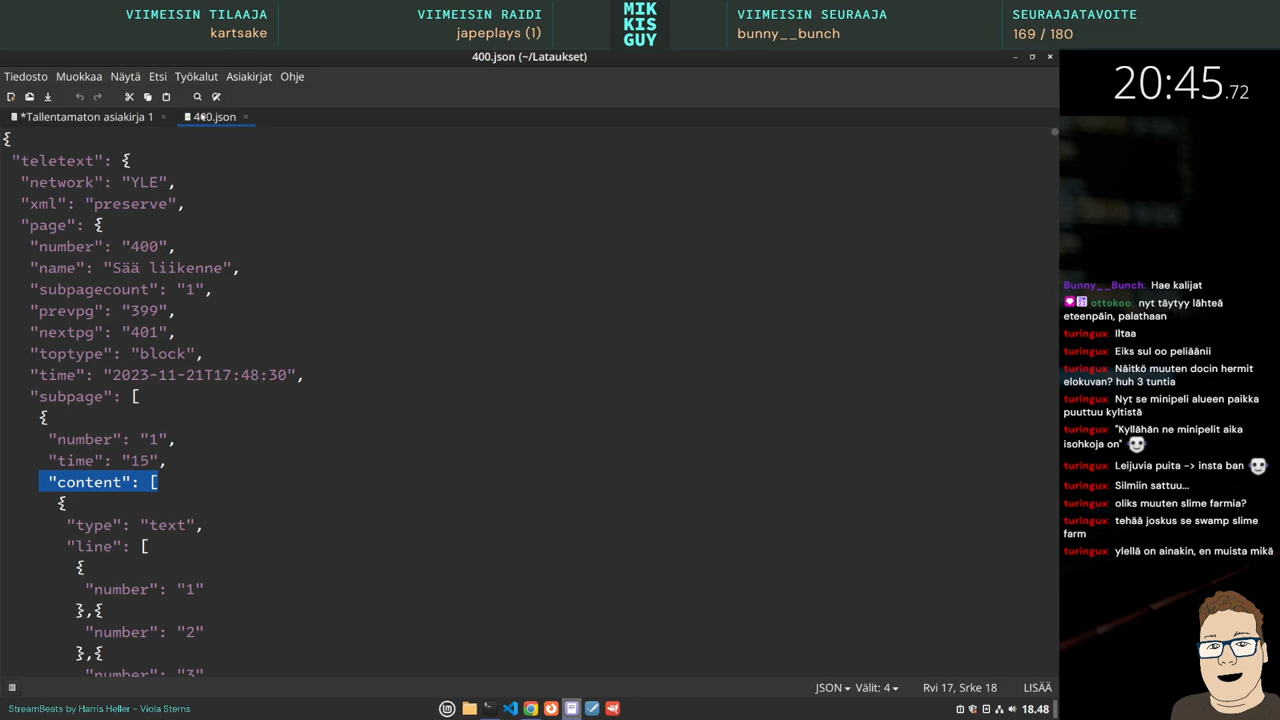 VIIMEISIN TILAAJA
kartsake
VIIMEISIN RAIDI
japeplays (1)
MIK
KIS
GUY
VIIMEISIN SEURAAJA
bunny__bunch
SEURAAJATAVOITE
169 / 180
400.json (~/Lataukset)
Tiedosto Muokkaa Näytä Etsi Työkalut Asiakirjat Ohje
*Tallentamaton asiakirja 1
400.json
{
"teletext": {
"network": "YLE",
"xml": "preserve",
"page": {
"number": "400",
"name": "Sää liikenne",
"subpagecount": "1",
"prevpg": "399",
"nextpg": "401",
"toptype": "block",
"time": "2023-11-21T17:48:30",
"subpage": [
{
"number": "1",
"time": "15",
"content": [
{
"type": "text",
"line": [
{
"number": "1"
},{
"number": "2"
},{
"number": "3"
JSON Välit: 4 Rvi 17, Srke 18 LISÄÄ
StreamBeats by Harris Heller - Viola Stems
18.48
20:45.72
Bunny__Bunch: Hae kalijat
ottokoo: nyt täytyy lähteä
eteenpäin, palathaan
turingux: Iltaa
turingux: Eiks sul oo peliäänii
turingux: Näitkö muuten docin hermit
elokuvan? huh 3 tuntia
turingux: Nyt se minipeli alueen paikka
puuttuu kyltistä
turingux: "Kyllähän ne minipelit aika
isohkoja on"
turingux: Leijuvia puita -> insta ban
turingux: Silmiin sattuu...
turingux: oliks muuten slime farmia?
turingux: tehää joskus se swamp slime
farm
turingux: ylellä on ainakin, en muista mikä